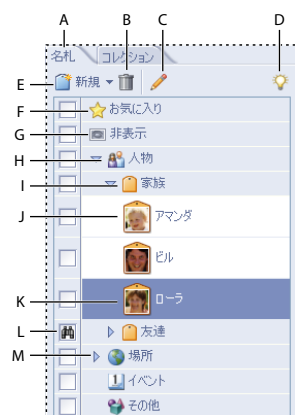 A B C D
名札 コレクション
E 新規
F お気に入り
G 非表示
H 人物
I 家族
J アマンダ
ビル
K ローラ
L 友達
M 場所
1 イベント
その他